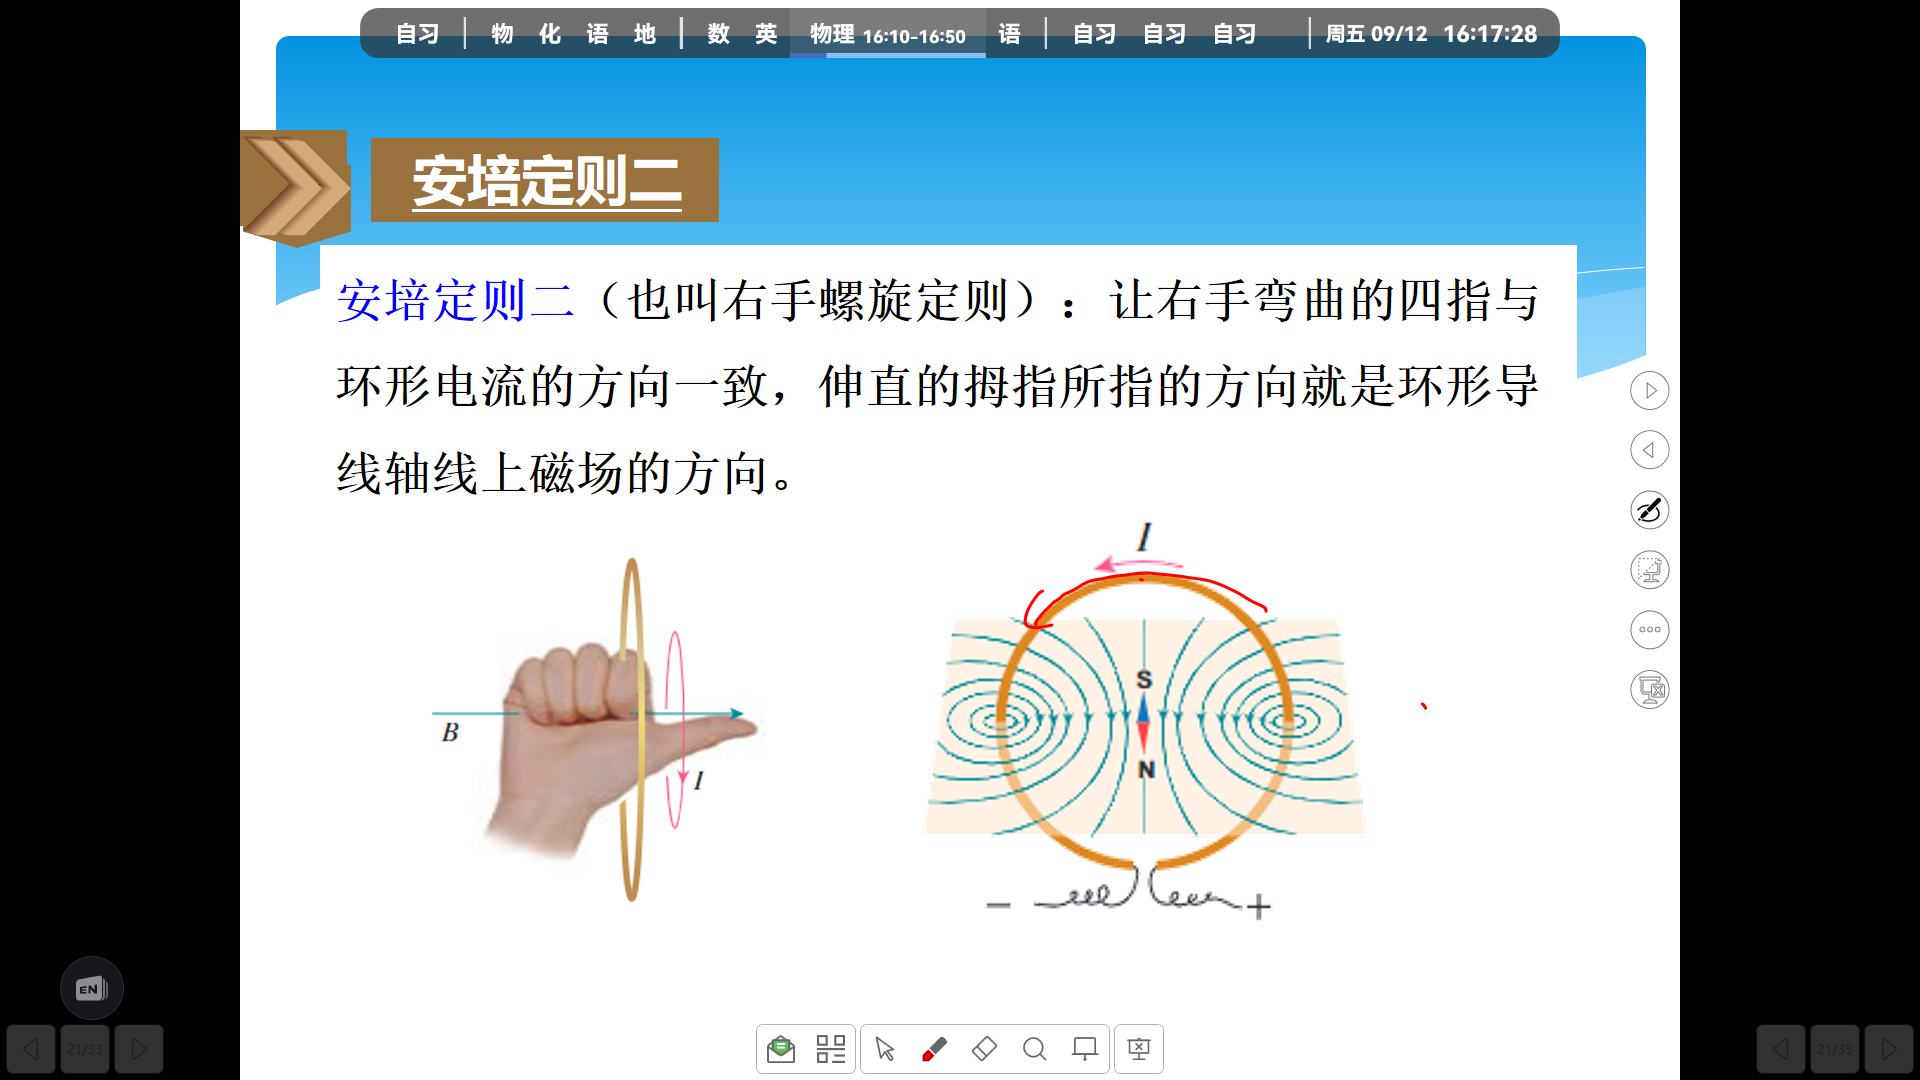 自习 物 化 语 地 数 英 物理 16:10-16:50 语 自习 自习 自习 周五 09/12 16:17:28
安培定则二
安培定则二（也叫右手螺旋定则）：让右手弯曲的四指与
环形电流的方向一致，伸直的拇指所指的方向就是环形导
线轴线上磁场的方向。
I
S
B
N
I
− +
EN
21/33
21/33